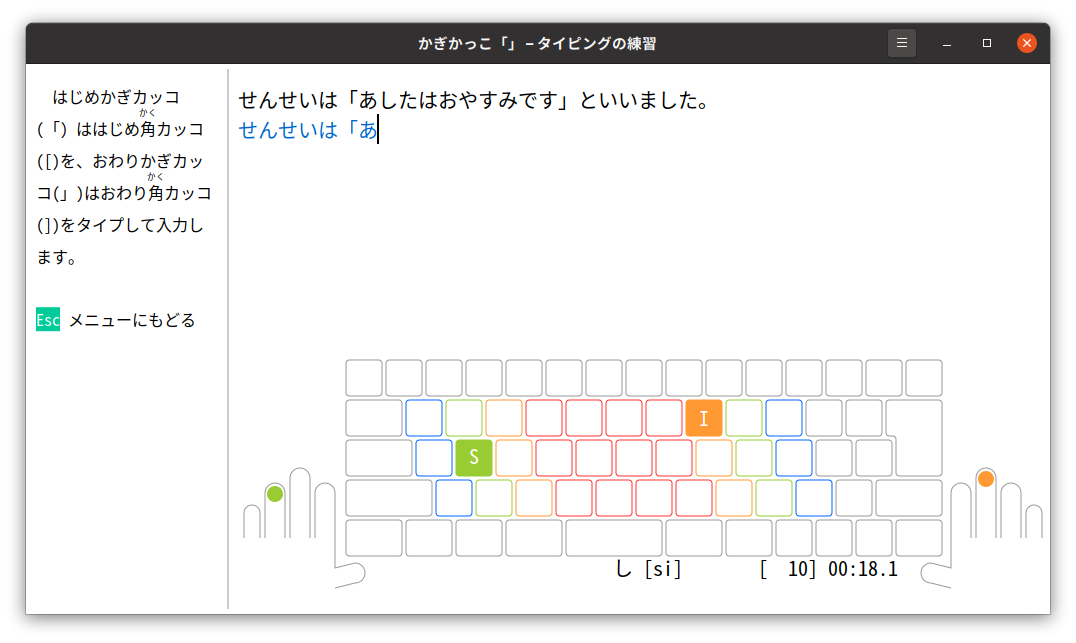 かぎかっこ「」 – タイピングの練習
はじめかぎカッコ
かく
(「) ははじめ角カッコ
([)を、おわりかぎカッ
かく
コ(」)はおわり角カッコ
(])をタイプして入力し
ます。
Esc メニューにもどる
せんせいは「あしたはおやすみです」といいました。
せんせいは「あ
I
S
し [si] [ 10] 00:18.1